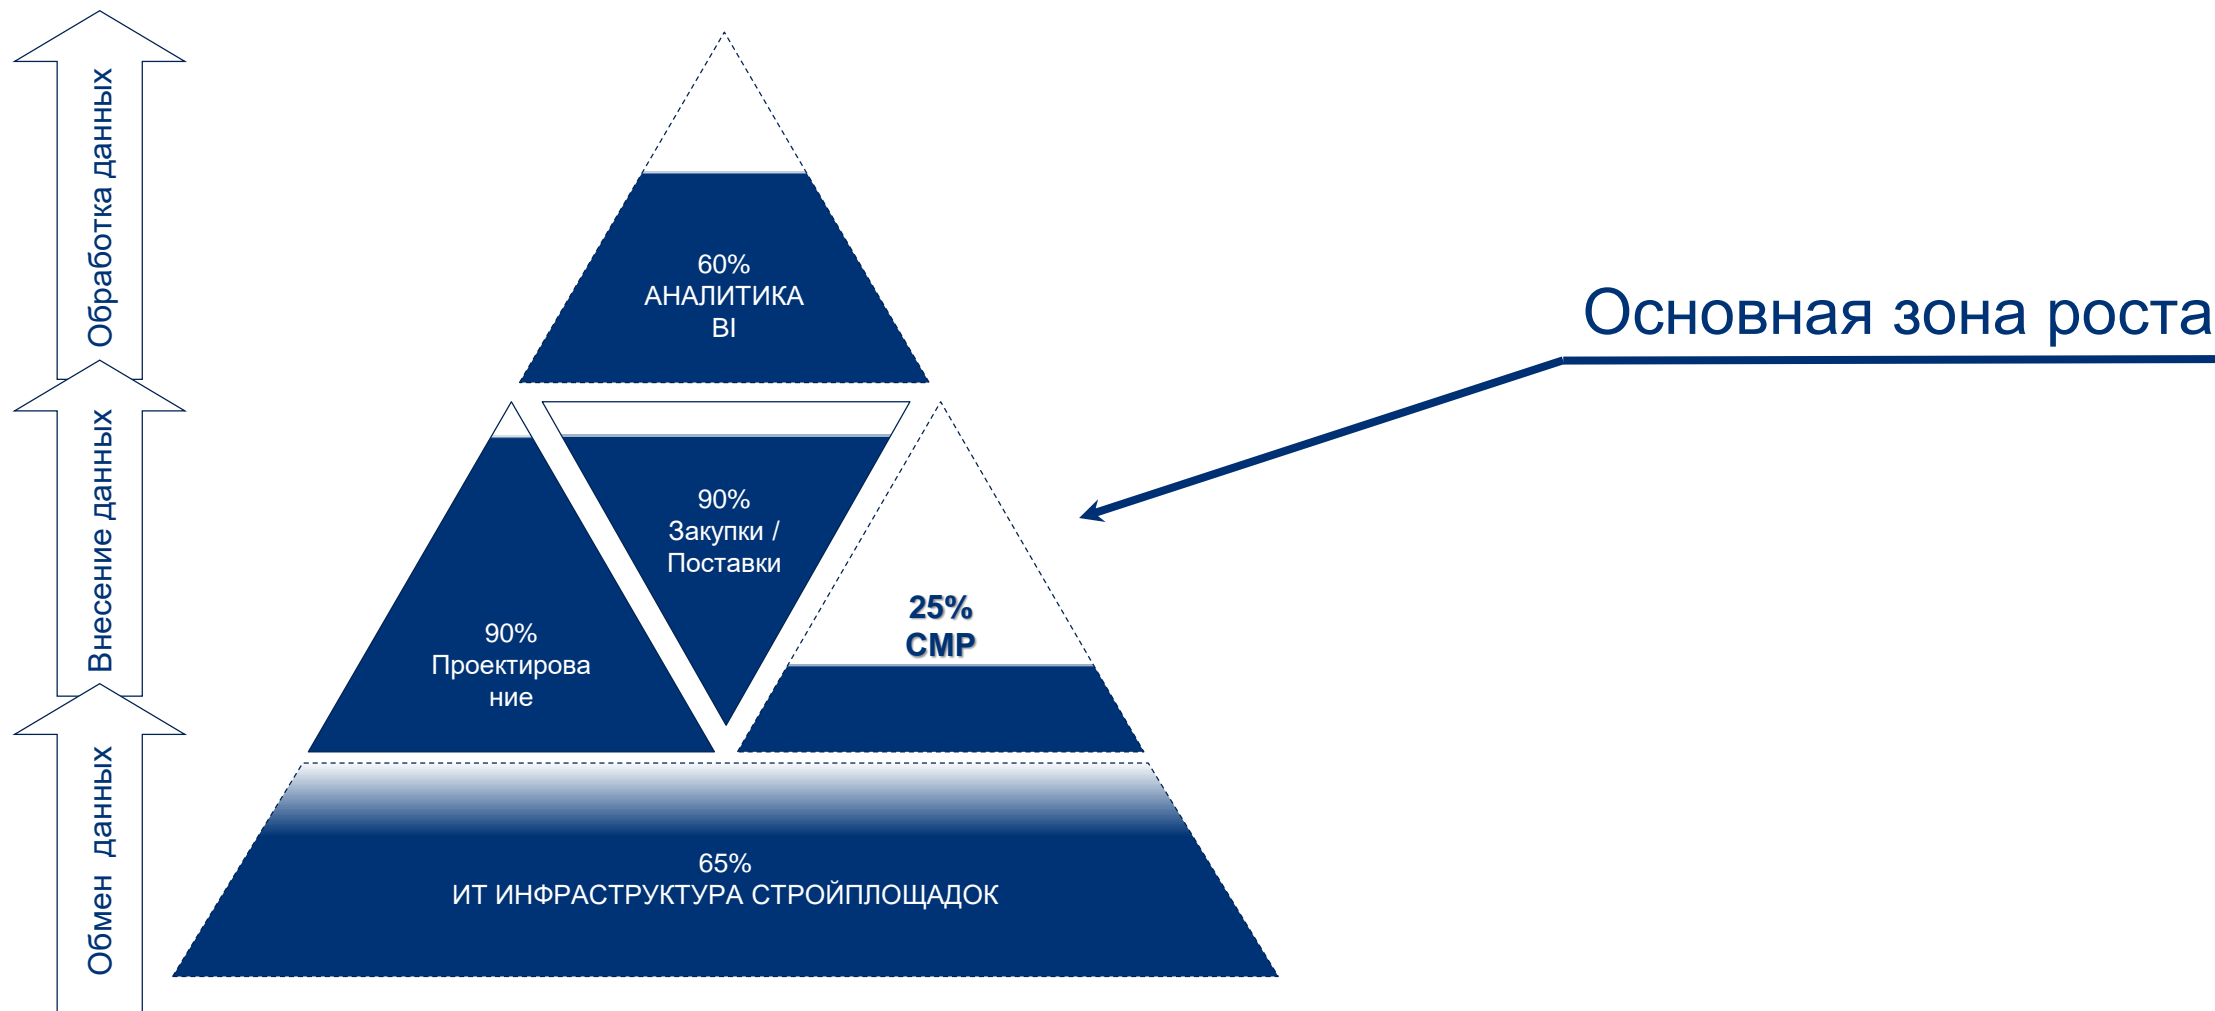 Обработка данных
60%
АНАЛИТИКА
BI
Основная зона роста
Внесение данных
90%
Закупки /
Поставки
25%
СМР
90%
Проектирова
ние
Обмен данных
65%
ИТ ИНФРАСТРУКТУРА СТРОЙПЛОЩАДОК